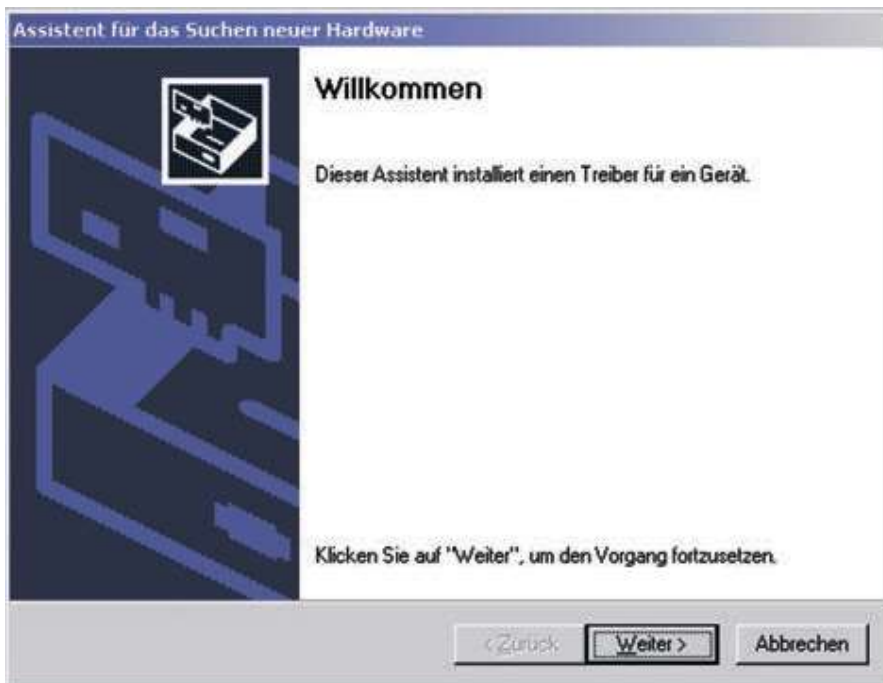 Assistent für das Suchen neuer Hardware
Willkommen
Dieser Assistent installiert einen Treiber für ein Gerät.
Klicken Sie auf "Weiter", um den Vorgang fortzusetzen.
< Zurück Weiter > Abbrechen